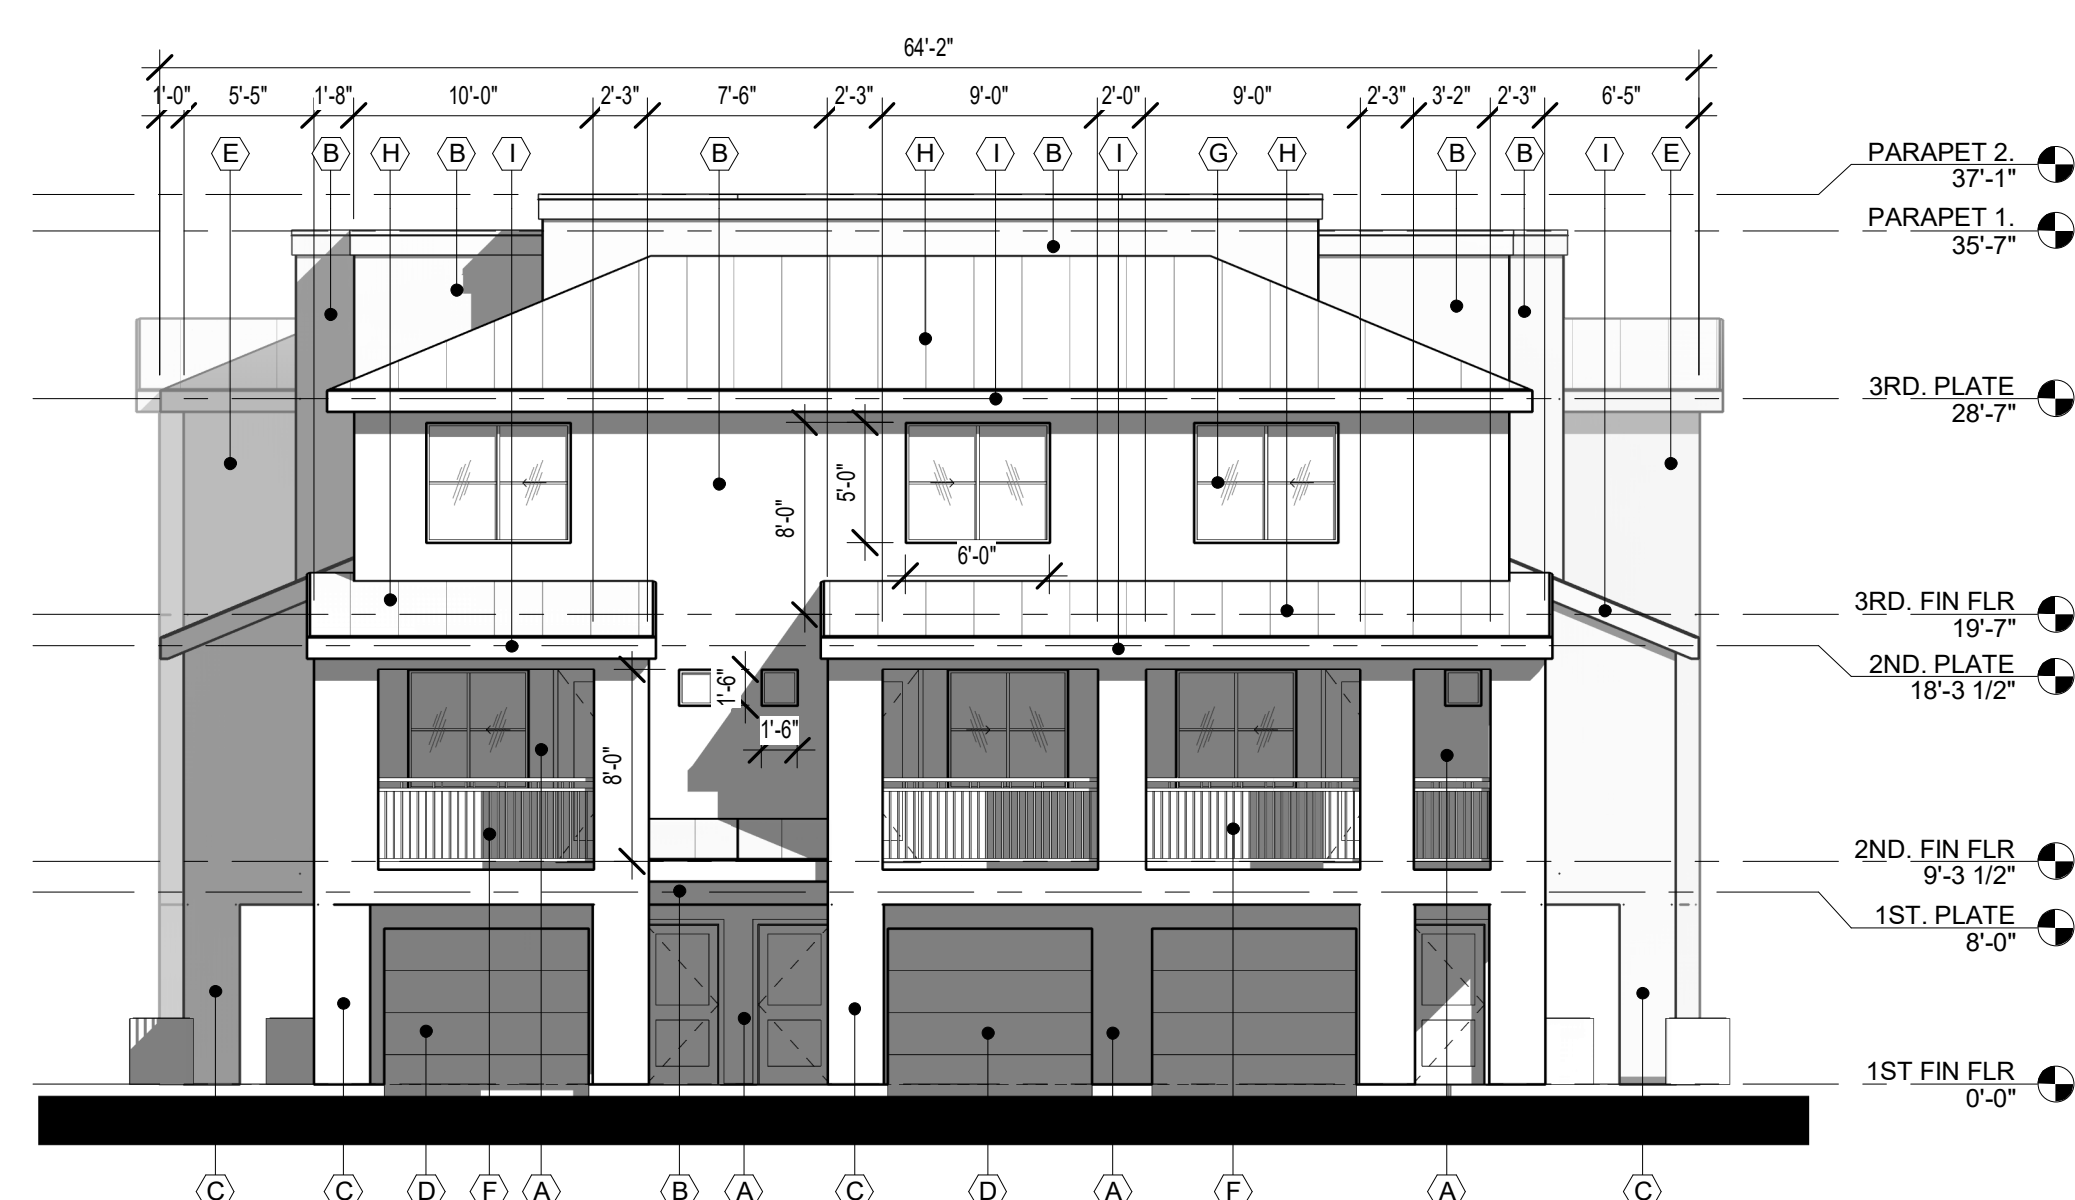 64'-2"
1'-0" 5'-5" 1'-8" 10'-0" 2'-3" 7'-6" 2'-3" 9'-0" 2'-0" 9'-0" 2'-3" 3'-2" 2'-3" 6'-5"
E B H B I B H I B I G H B B I E
PARAPET 2.
37'-1"
PARAPET 1.
35'-7"
3RD. PLATE
28'-7"
5'-0"
8'-0"
6'-0"
3RD. FIN FLR
19'-7"
2ND. PLATE
18'-3 1/2"
1'-6"
1'-6"
8'-0"
2ND. FIN FLR
9'-3 1/2"
1ST. PLATE
8'-0"
1ST FIN FLR
0'-0"
C C D F A B A C D A F A C